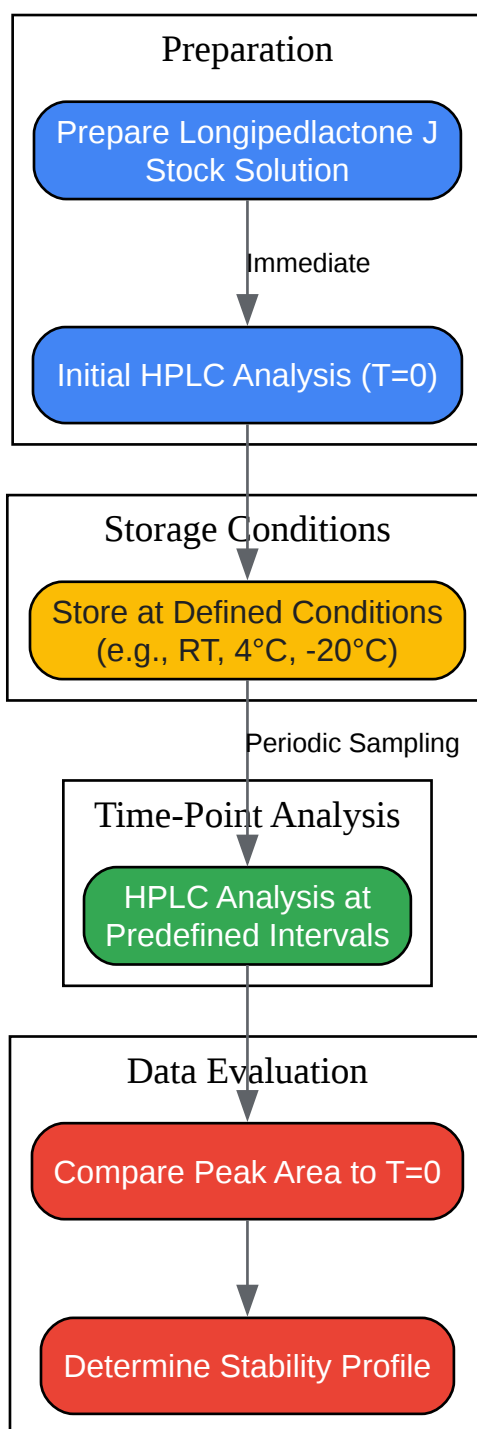 Preparation
Prepare Longipedlactone J
Stock Solution
Immediate
Initial HPLC Analysis (T=0)
Storage Conditions
Store at Defined Conditions
(e.g., RT, 4°C, -20°C)
Periodic Sampling
Time-Point Analysis
HPLC Analysis at
Predefined Intervals
Data Evaluation
Compare Peak Area to T=0
Determine Stability Profile